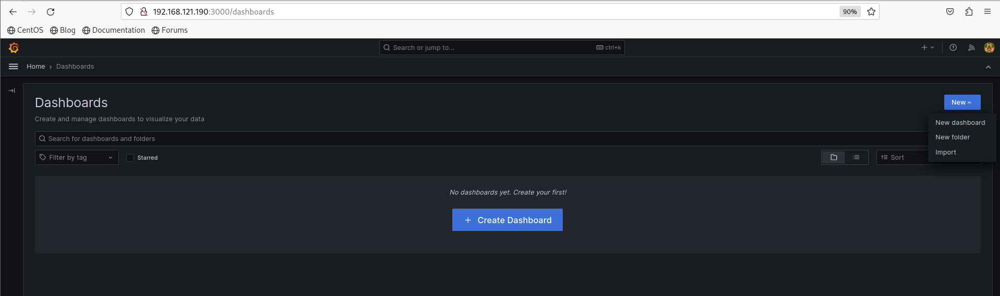 192.168.121.190:3000/dashboards 90%
CentOS Blog Documentation Forums
Search or jump to... ctrl+k
Home › Dashboards
Dashboards
New
Create and manage dashboards to visualize your data
New dashboard
New folder
Import
Search for dashboards and folders
Filter by tag Starred Sort
No dashboards yet. Create your first!
+ Create Dashboard